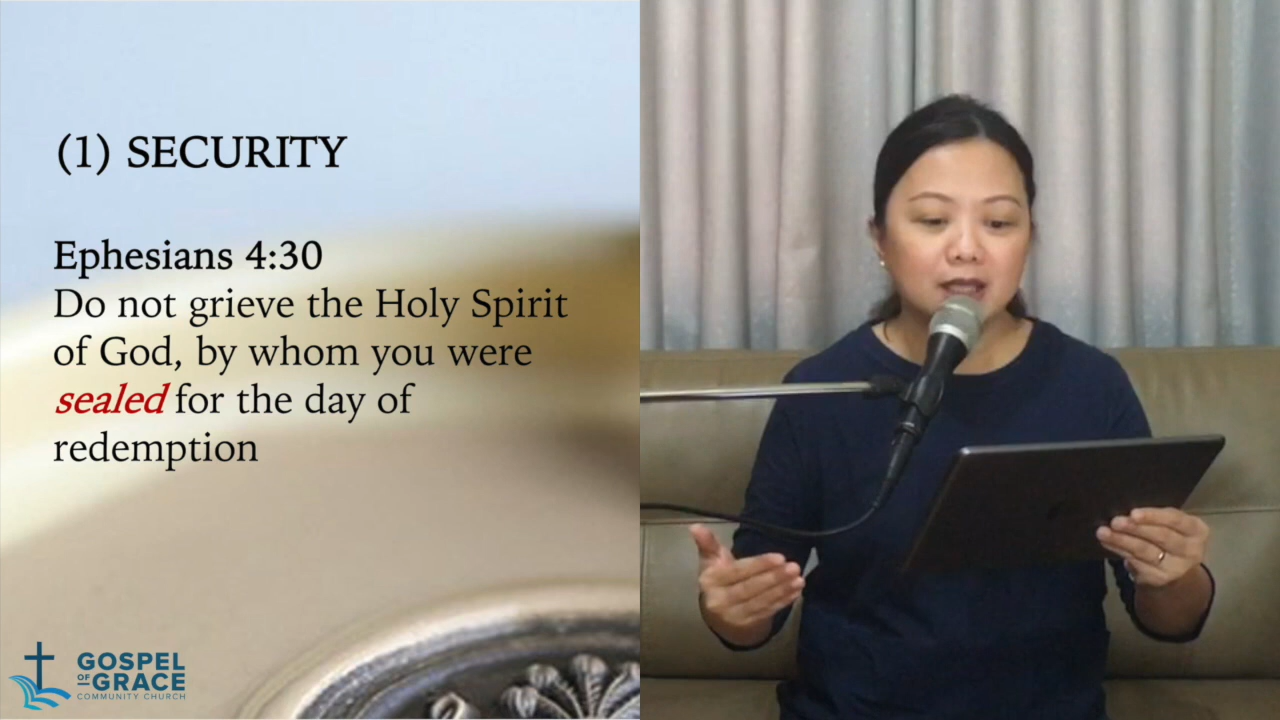 (1) SECURITY
Ephesians 4:30
Do not grieve the Holy Spirit
of God, by whom you were
sealed for the day of
redemption
GOSPEL
OF GRACE
COMMUNITY CHURCH